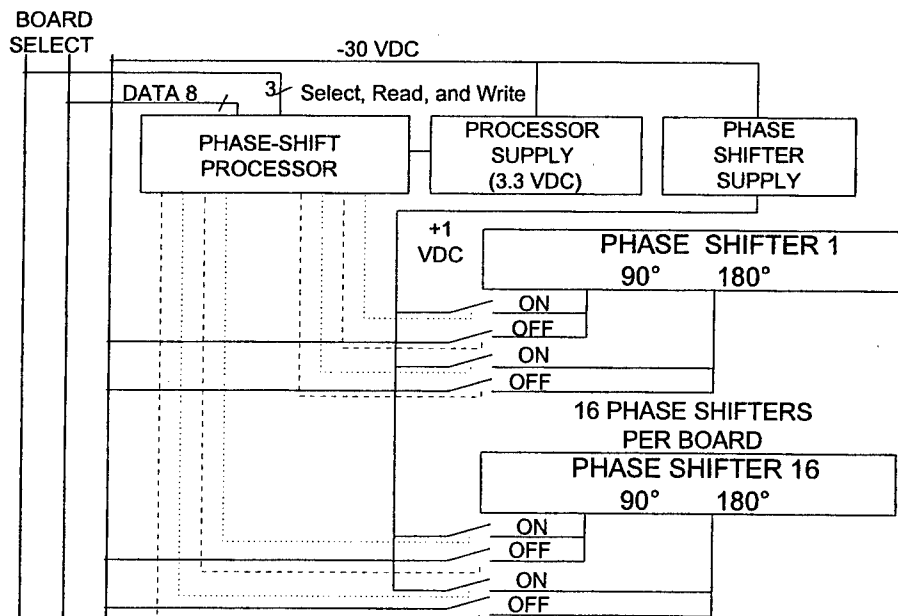 BOARD
SELECT
-30 VDC
DATA 8
3
Select, Read, and Write
PHASE-SHIFT
PROCESSOR
PROCESSOR
SUPPLY
(3.3 VDC)
PHASE
SHIFTER
SUPPLY
+1
VDC
PHASE SHIFTER 1
90° 180°
ON
OFF
ON
OFF
16 PHASE SHIFTERS
PER BOARD
PHASE SHIFTER 16
90° 180°
ON
OFF
ON
OFF